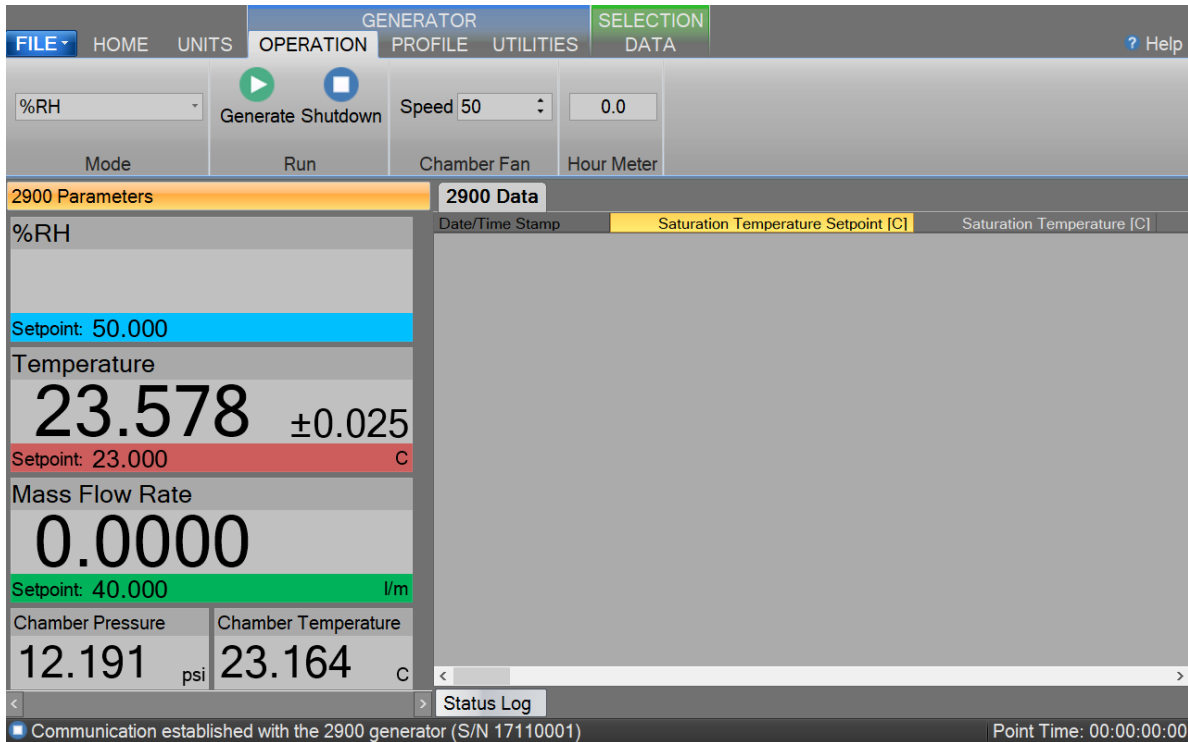 GENERATOR SELECTION
FILE HOME UNITS OPERATION PROFILE UTILITIES DATA ? Help
%RH
Generate Shutdown
Speed 50
0.0
Mode Run Chamber Fan Hour Meter
2900 Parameters
%RH
Setpoint: 50.000
Temperature
23.578 ±0.025
Setpoint: 23.000 C
Mass Flow Rate
0.0000
Setpoint: 40.000 l/m
Chamber Pressure
12.191 psi
Chamber Temperature
23.164 C
2900 Data
Date/Time Stamp Saturation Temperature Setpoint [C] Saturation Temperature [C]
Status Log
Communication established with the 2900 generator (S/N 17110001) Point Time: 00:00:00:00